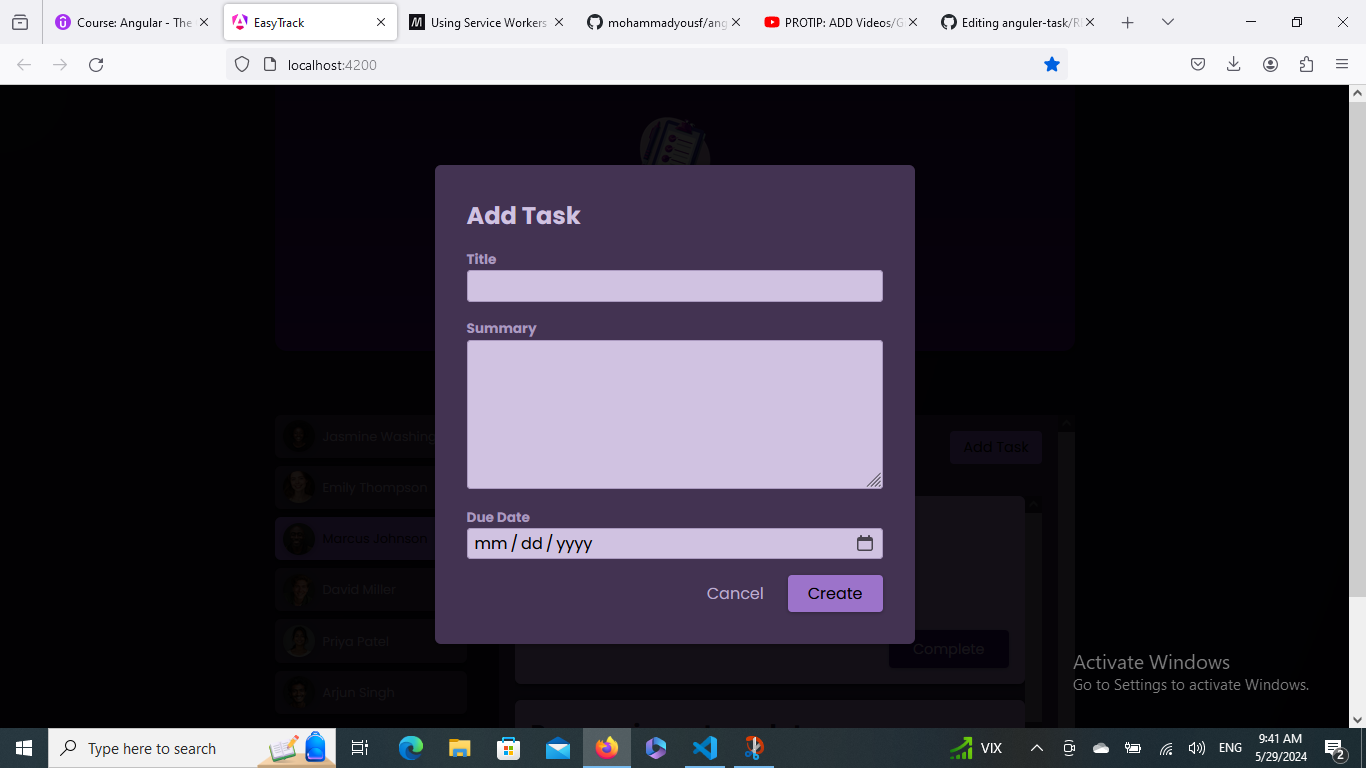 Course: Angular - The
EasyTrack
Using Service Workers
mohammadyousf/ang
PROTIP: ADD Videos/G
Editing anguler-task/R
localhost:4200
Add Task
Title
Summary
Due Date
mm / dd / yyyy
Cancel
Create
Jasmine Washing
Emily Thompson
Marcus Johnson
David Miller
Priya Patel
Arjun Singh
Add Task
Complete
Activate Windows
Go to Settings to activate Windows.
Type here to search
VIX
ENG
9:41 AM
5/29/2024
2